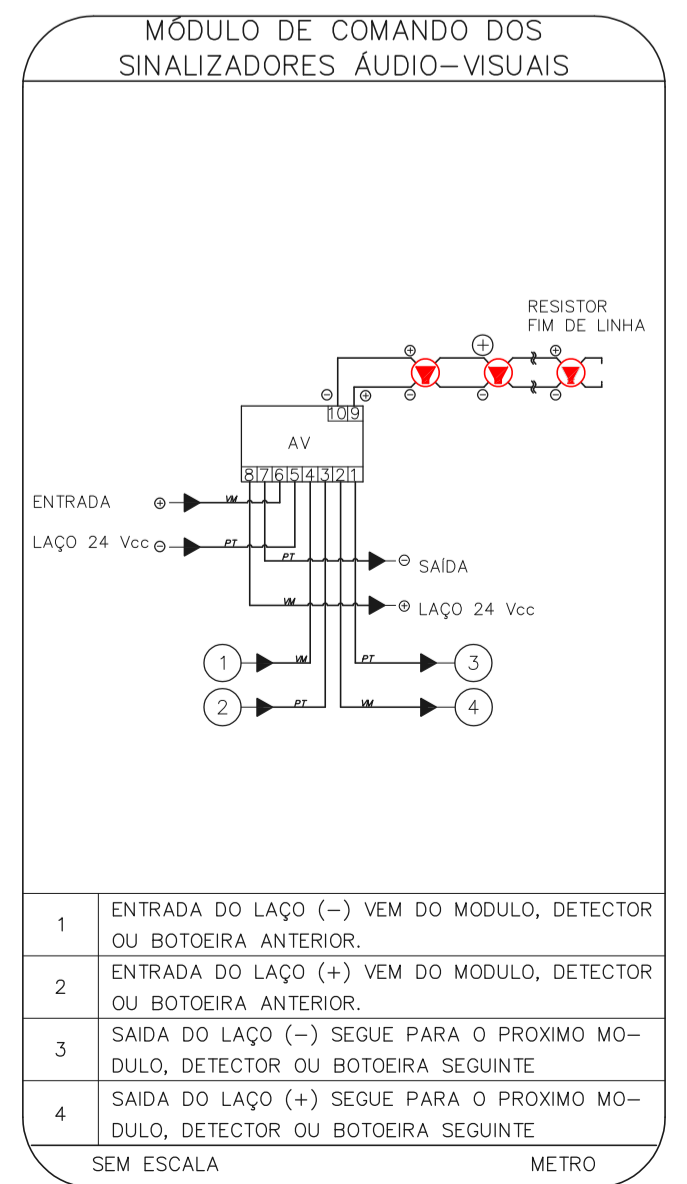 MÓDULO DE COMANDO DOS
SINALIZADORES ÁUDIO-VISUAIS
RESISTOR
FIM DE LINHA
⊕
⊕
⊕
⊖
⊖
⊖
⊖
⊕
10 9
AV
8 7 6 5 4 3 2 1
ENTRADA ⊕ VM
LAÇO 24 Vcc ⊖ PT
PT ⊖ SAÍDA
VM ⊕ LAÇO 24 Vcc
1 VM PT 3
2 PT VM 4
1 ENTRADA DO LAÇO (-) VEM DO MODULO, DETECTOR
OU BOTOEIRA ANTERIOR.
2 ENTRADA DO LAÇO (+) VEM DO MODULO, DETECTOR
OU BOTOEIRA ANTERIOR.
3 SAIDA DO LAÇO (-) SEGUE PARA O PROXIMO MO-
DULO, DETECTOR OU BOTOEIRA SEGUINTE
4 SAIDA DO LAÇO (+) SEGUE PARA O PROXIMO MO-
DULO, DETECTOR OU BOTOEIRA SEGUINTE
SEM ESCALA METRO